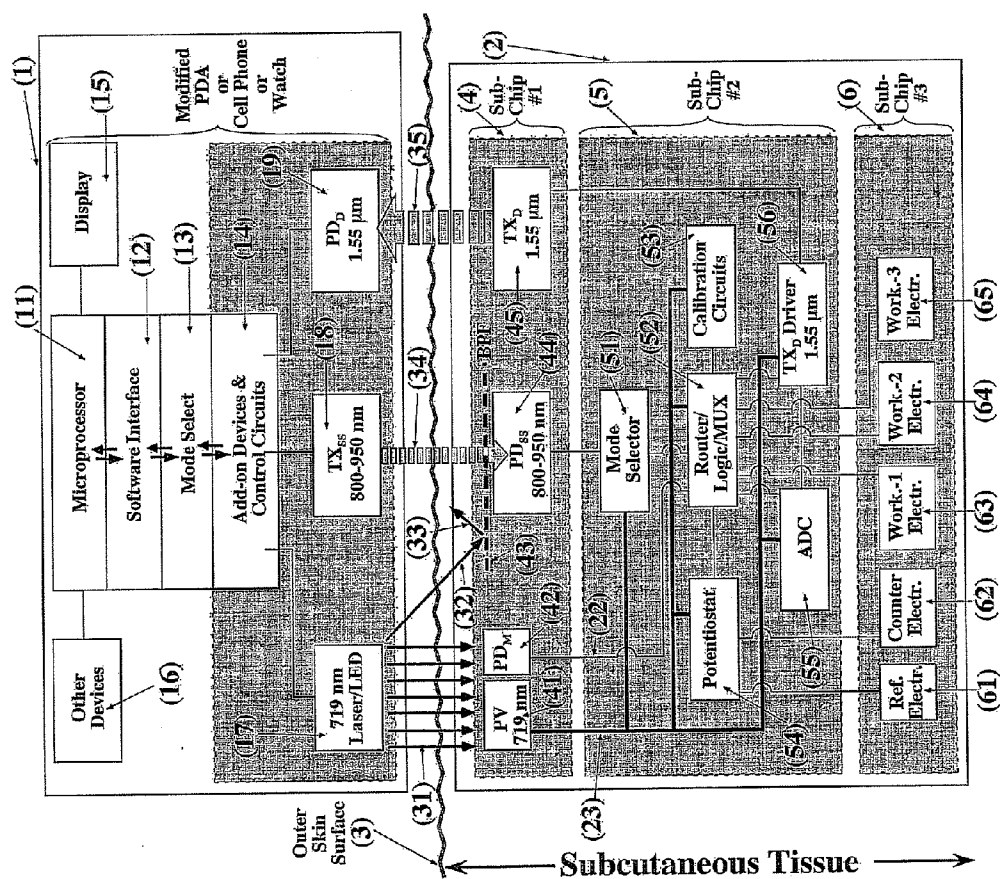 (1)
(11)
Microprocessor
Soft-ware Interface
(12)
Mode Select
(13)
Add-on Devices &
Control Circuits
(14)
Display
(15)
Other
Devices
(16)
Modified
PDA
or
Cell Phone
or
Watch
(17)
719 nm
Laser/LED
(18)
TX_SS
800-950 nm
(19)
PD_D
1.55 µm
Outer
Skin
Surface
(3)
(31)
(32)
(33)
(34)
(35)
Subcutaneous Tissue
(2)
(4)
Sub-
Chip
#1
PV
719 nm
(41)
PD_M
(42)
(43)
BPF
PD_SS
800-950 nm
(44)
TX_D
1.55 µm
(45)
(5)
Sub-
Chip
#2
(22)
(23)
Mode
Selector
(51)
Router/
Logic/MUX
(52)
Calibration
Circuits
(53)
Potentiostat
(54)
ADC
(55)
TX_D Driver
1.55 µm
(56)
(6)
Sub-
Chip
#3
Ref.
Electr.
(61)
Counter
Electr.
(62)
Work.-1
Electr.
(63)
Work.-2
Electr.
(64)
Work.-3
Electr.
(65)